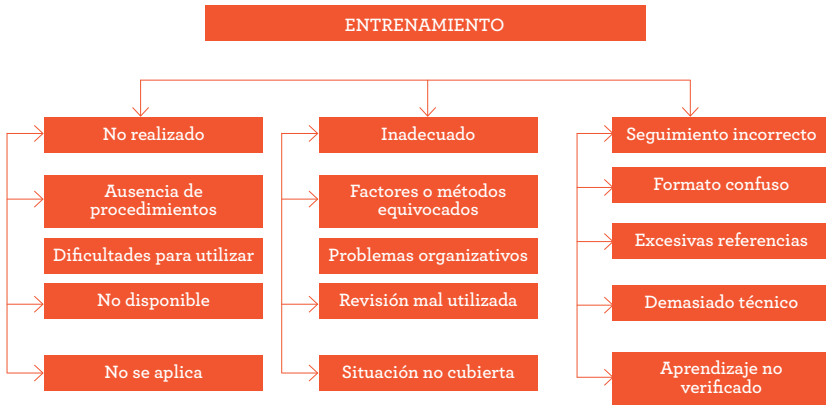 ENTRENAMIENTO
No realizado
Ausencia de
procedimientos
Dificultades para utilizar
No disponible
No se aplica
Inadecuado
Factores o métodos
equivocados
Problemas organizativos
Revisión mal utilizada
Situación no cubierta
Seguimiento incorrecto
Formato confuso
Excesivas referencias
Demasiado técnico
Aprendizaje no
verificado